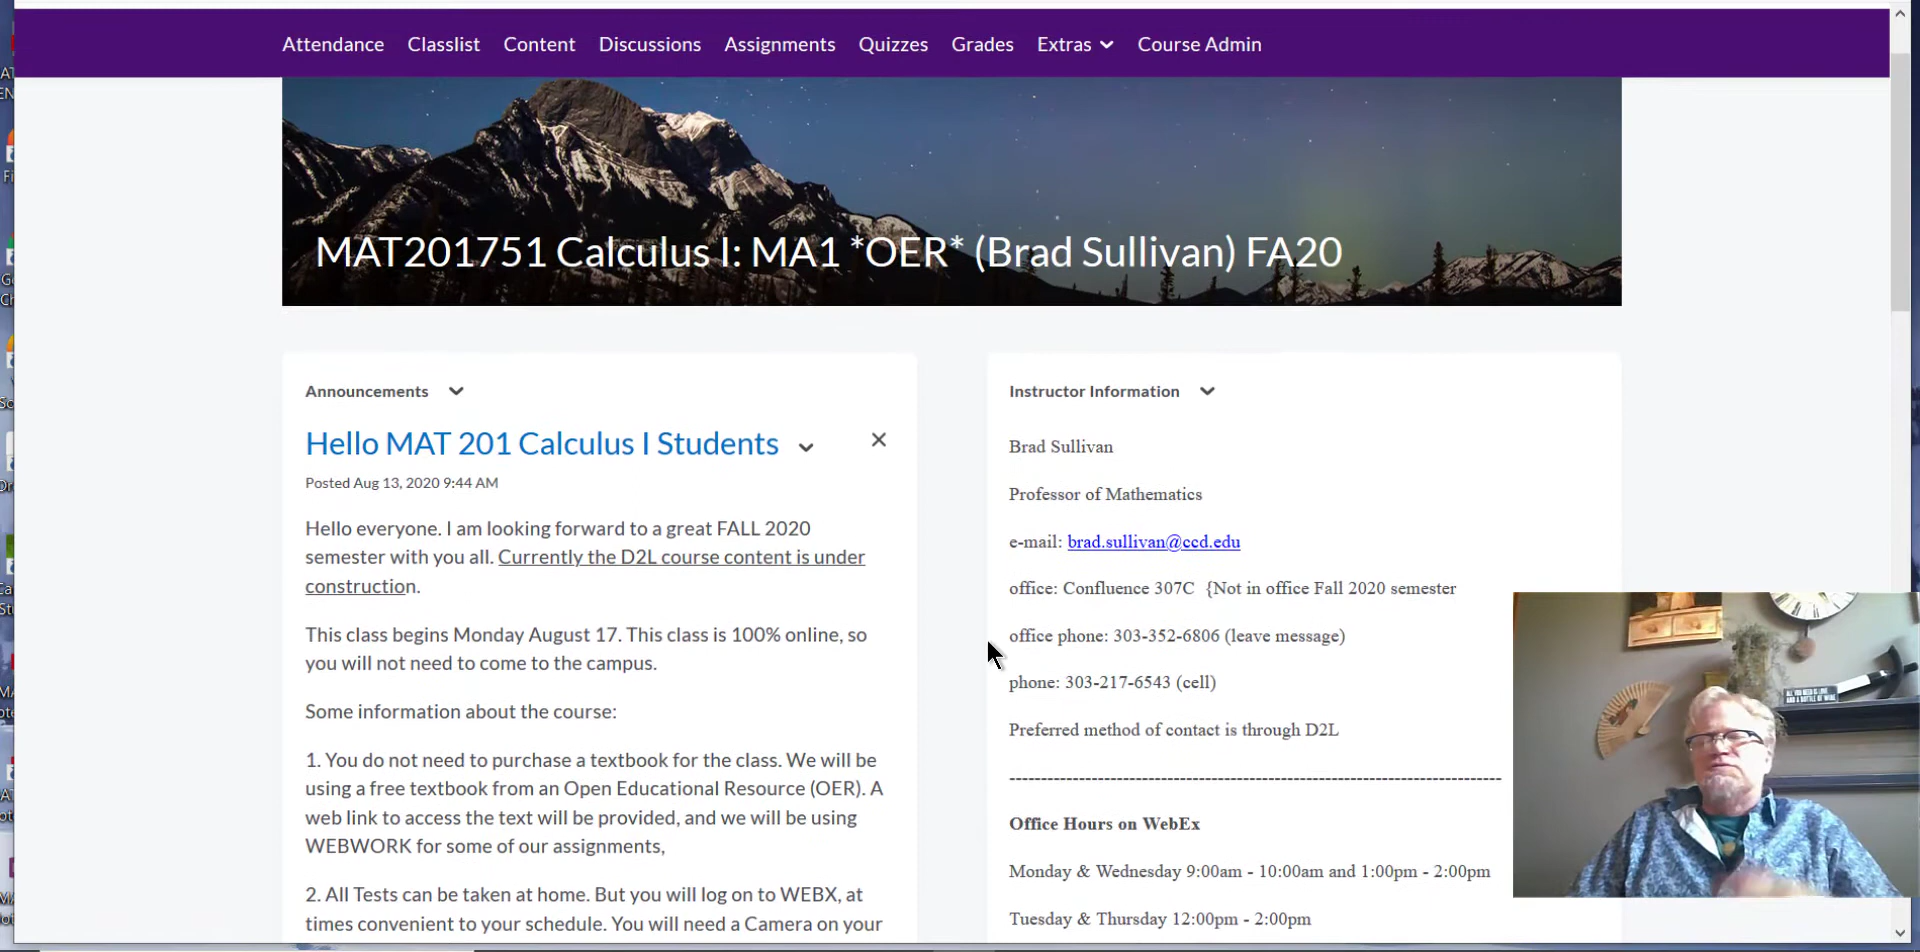 Attendance Classlist Content Discussions Assignments Quizzes Grades Extras Course Admin
MAT201751 Calculus I: MA1 *OER* (Brad Sullivan) FA20
Announcements
Hello MAT 201 Calculus I Students
Posted Aug 13, 2020 9:44 AM
Hello everyone. I am looking forward to a great FALL 2020
semester with you all. Currently the D2L course content is under
construction.
This class begins Monday August 17. This class is 100% online, so
you will not need to come to the campus.
Some information about the course:
1. You do not need to purchase a textbook for the class. We will be
using a free textbook from an Open Educational Resource (OER). A
web link to access the text will be provided, and we will be using
WEBWORK for some of our assignments,
2. All Tests can be taken at home. But you will log on to WEBX, at
times convenient to your schedule. You will need a Camera on your
Instructor Information
Brad Sullivan
Professor of Mathematics
e-mail: brad.sullivan@ccd.edu
office: Confluence 307C {Not in office Fall 2020 semester
office phone: 303-352-6806 (leave message)
phone: 303-217-6543 (cell)
Preferred method of contact is through D2L
----------------------------------------------------------------------------------
Office Hours on WebEx
Monday & Wednesday 9:00am - 10:00am and 1:00pm - 2:00pm
Tuesday & Thursday 12:00pm - 2:00pm
ALL YOU NEED IS LOVE
AND A BOTTLE OF WINE